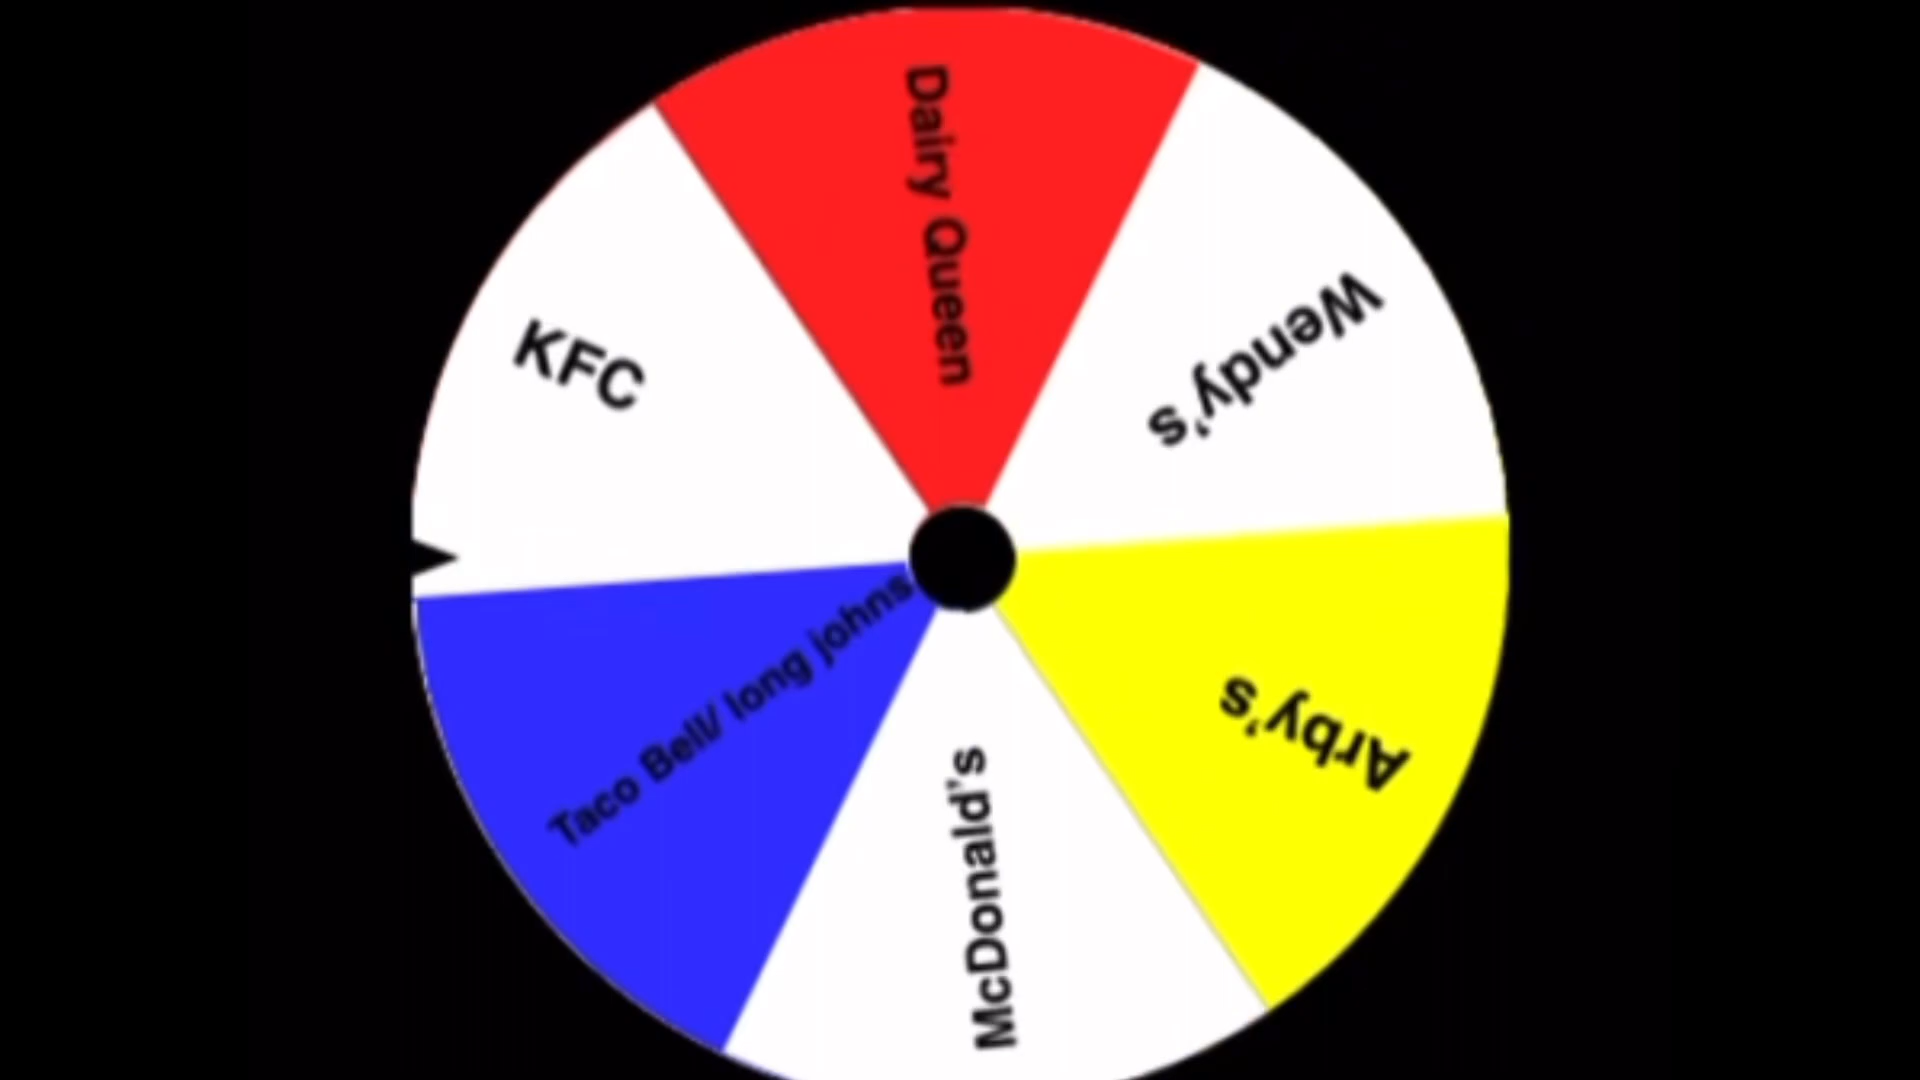 Dairy Queen
Wendy's
KFC
Arby's
Taco Bell/ long johns
McDonald's